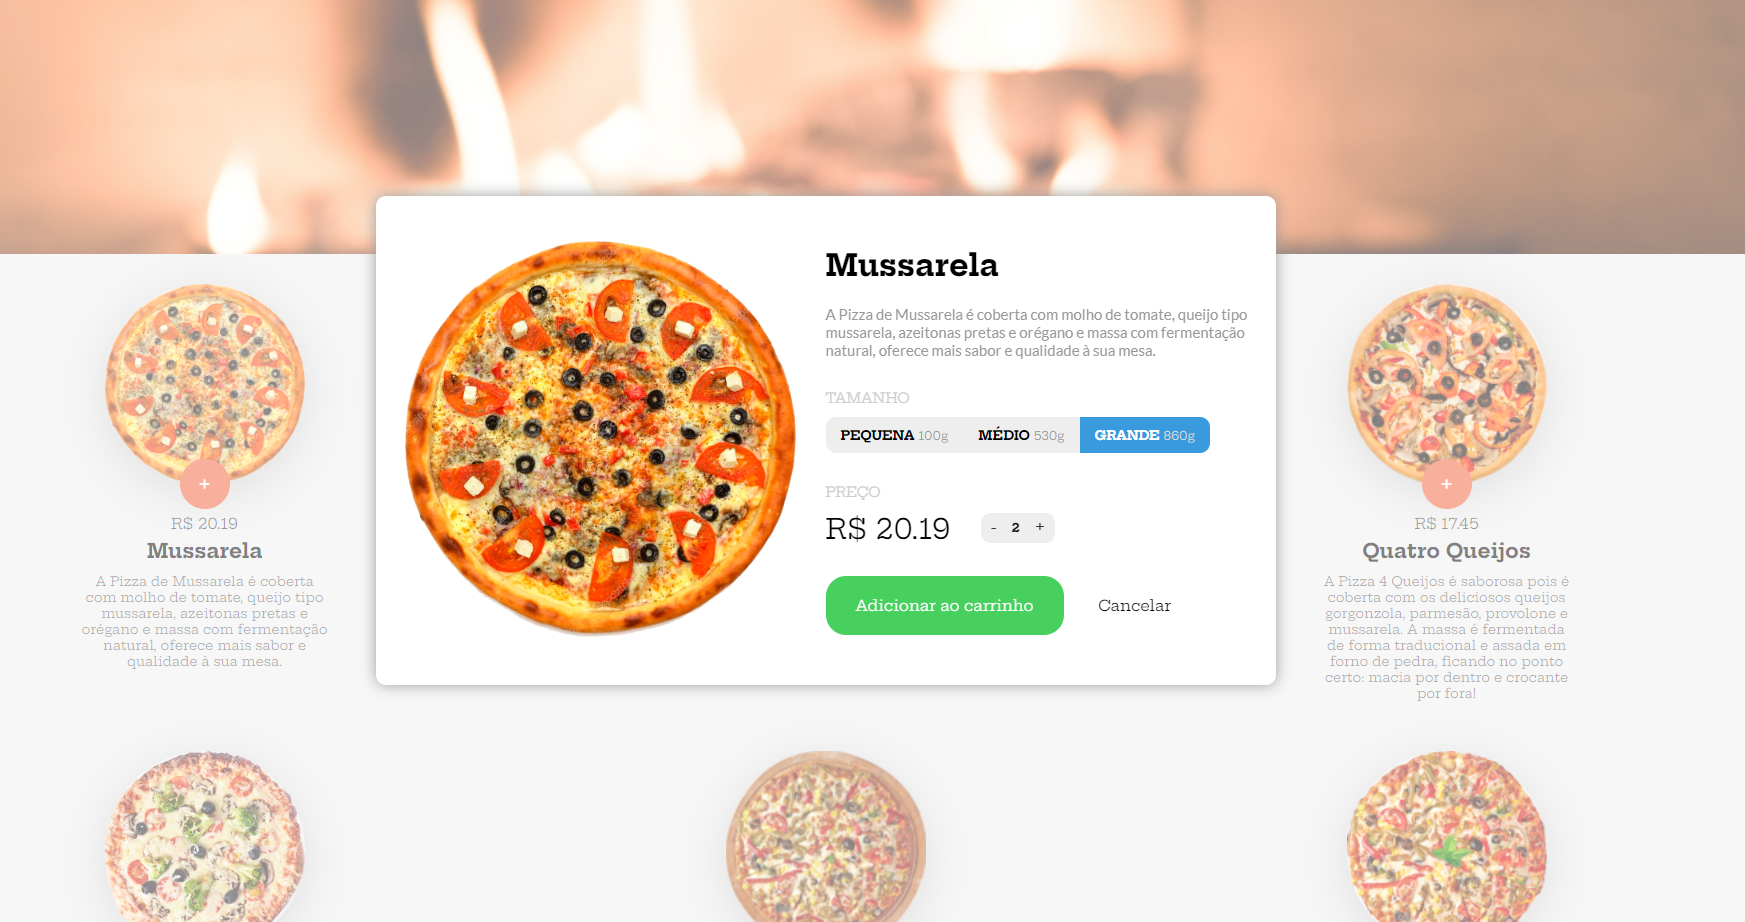 Mussarela
A Pizza de Mussarela é coberta com molho de tomate, queijo tipo
mussarela, azeitonas pretas e orégano e massa com fermentação
natural, oferece mais sabor e qualidade à sua mesa.
TAMANHO
PEQUENA 100g MÉDIO 530g GRANDE 860g
PREÇO
R$ 20.19 - 2 +
Adicionar ao carrinho Cancelar
+
R$ 20.19
Mussarela
A Pizza de Mussarela é coberta
com molho de tomate, queijo tipo
mussarela, azeitonas pretas e
orégano e massa com fermentação
natural, oferece mais sabor e
qualidade à sua mesa.
+
R$ 17.45
Quatro Queijos
A Pizza 4 Queijos é saborosa pois é
coberta com os deliciosos queijos
gorgonzola, parmesão, provolone e
mussarela. A massa é fermentada
de forma traducional e assada em
forno de pedra, ficando no ponto
certo: macia por dentro e crocante
por fora!